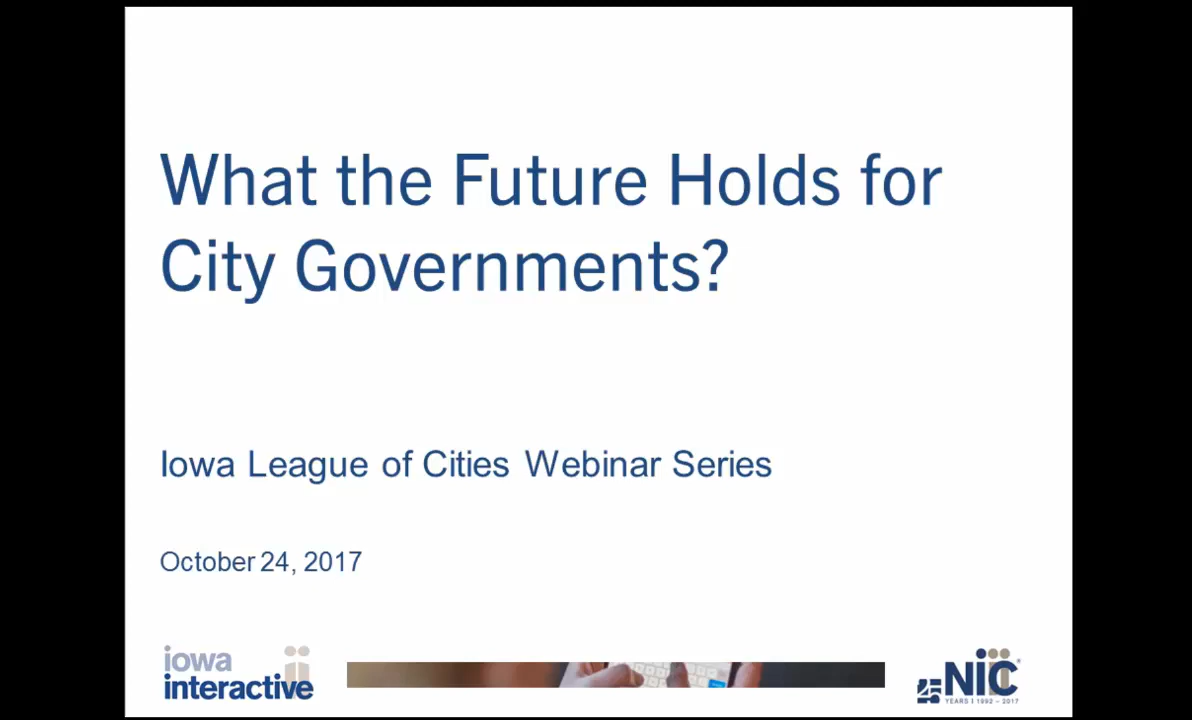 What the Future Holds for
City Governments?
Iowa League of Cities Webinar Series
October 24, 2017
iowa
interactive
25 NIC
YEARS | 1992 – 2017